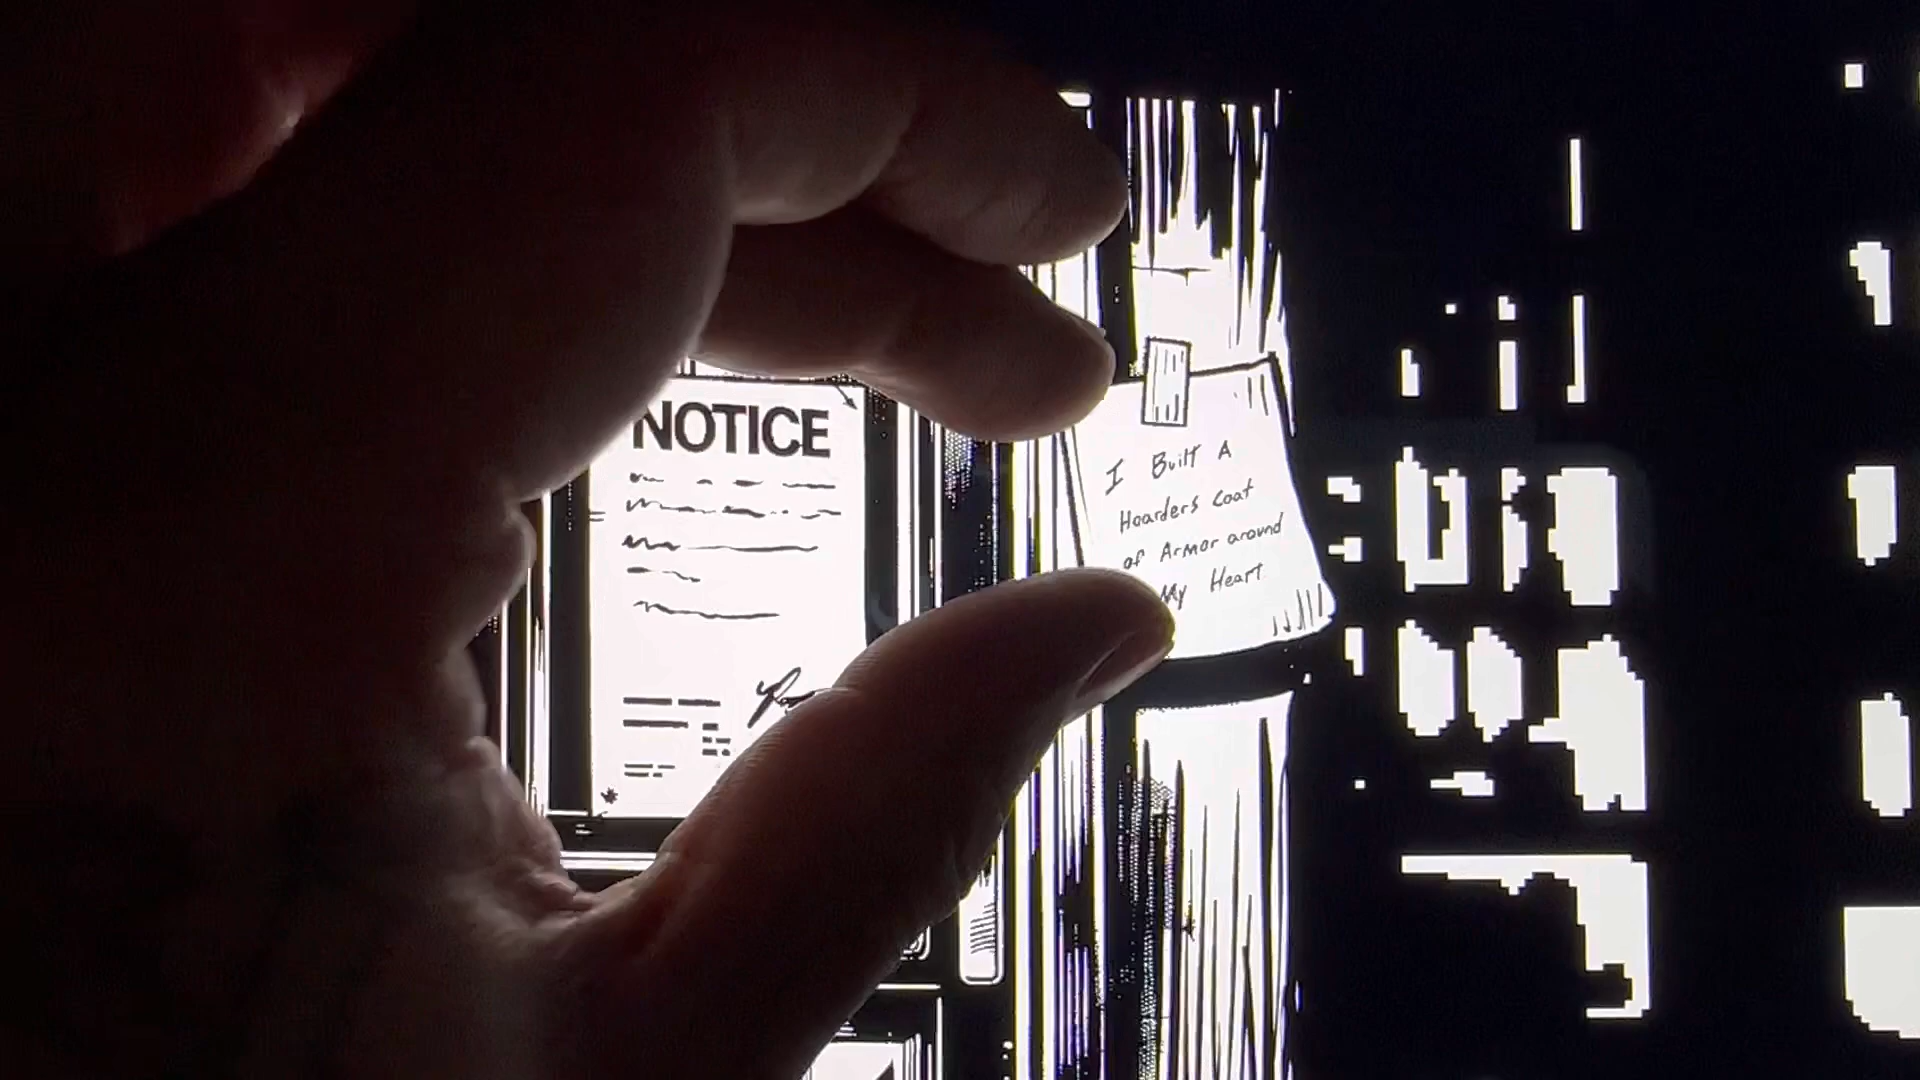 NOTICE
I Built A
Hoarders Coat
of Armor around
My Heart